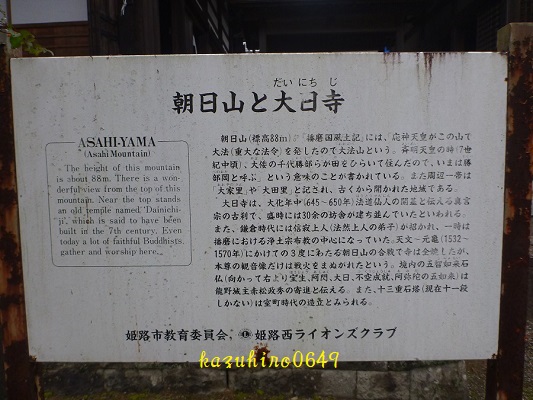 だいにちじ
朝日山と大日寺
ASAHI-YAMA
(Asahi Mountain)
The height of this mountain
is about 88m. There is a won-
derful view from the top of this
mountain. Near the top stands
an old temple named 'Dainichi-
ji', which is said to have been
built in the 7th century. Even
today a lot of faithful Buddhists
gather and worship here.
朝日山(標高88m)は「播磨国風土記」には、応神天皇がこの山で
大法(重大な法令)を発したので大法山という。斉明天皇の時(7世
紀中頃)、大倭の千代勝部らが田をひらいて住んだので、いまは勝
部岡と呼ぶ、という意味のことが書かれている。また周辺一帯は
"大家里"や"大田里"と記され、古くから開かれた地域である。
大日寺は、大化年中(645~650年)法道仙人の開基と伝える真言
宗の古刹で、盛時には30余の坊舎が建ち並んでいたといわれる。
また、鎌倉時代には信寂上人(法然上人の弟子)が招かれ、一時は
播磨における浄土宗布教の中心になっていた。天文~元亀(1532~
1570年)にかけての3度にわたる朝日山の合戦で寺は全焼したが、
本尊の観音像だけは戦火をまぬがれたという。境内の五智如来石
仏(向かって右より宝生、阿閦、大日、不空成就、阿弥陀の五如来)は
龍野城主赤松政秀の寄進と伝える。また、十三重石塔(現在十一段
しかない)は室町時代の造立とみられる。
姫路市教育委員会、姫路西ライオンズクラブ
kazuhiro0649